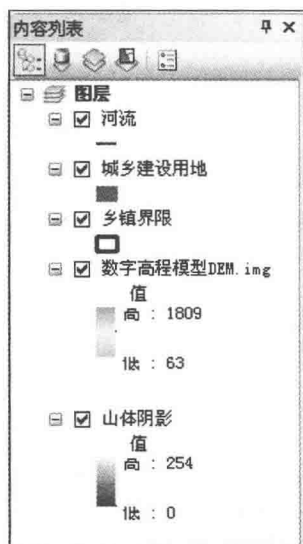 内容列表
图层
河流
城乡建设用地
乡镇界限
数字高程模型DEM.img
值
高 : 1809
低 : 63
山体阴影
值
高 : 254
低 : 0